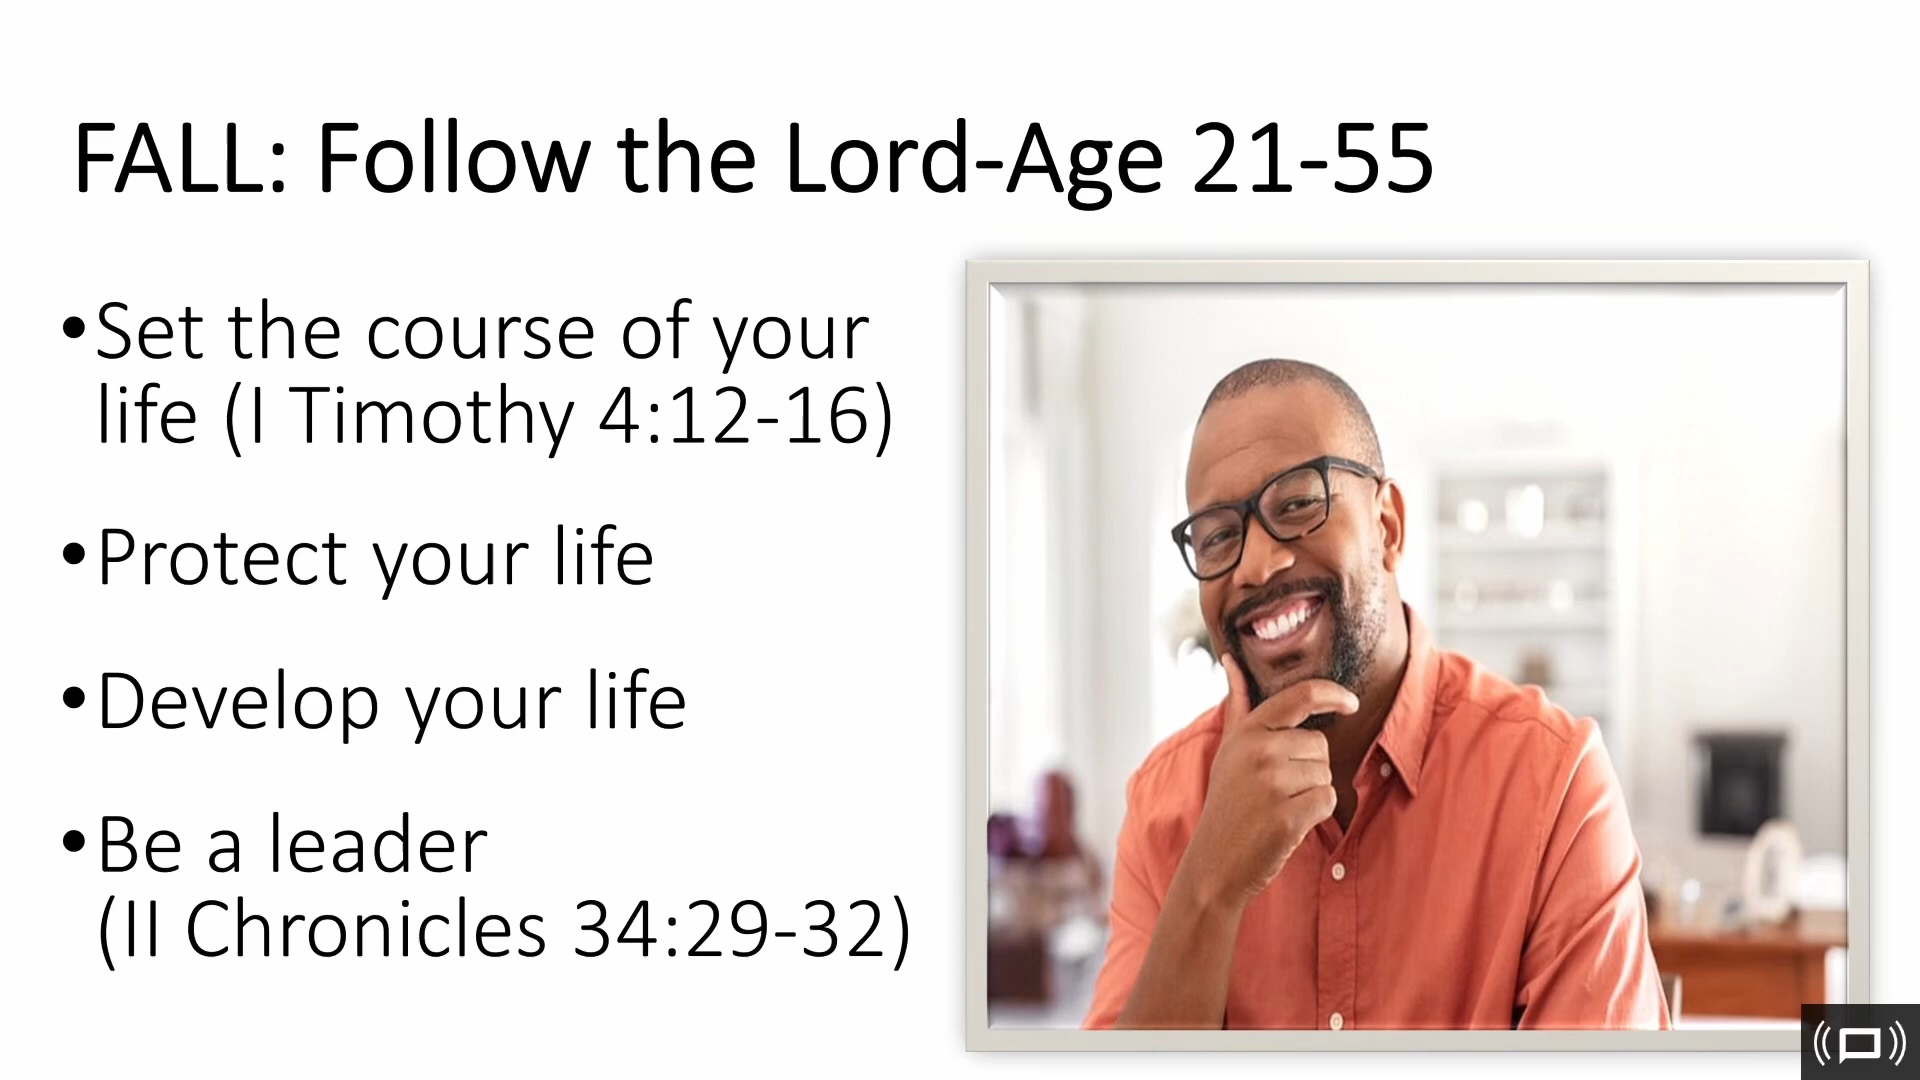 FALL: Follow the Lord-Age 21-55
•Set the course of your
life (I Timothy 4:12-16)
•Protect your life
•Develop your life
•Be a leader
(II Chronicles 34:29-32)